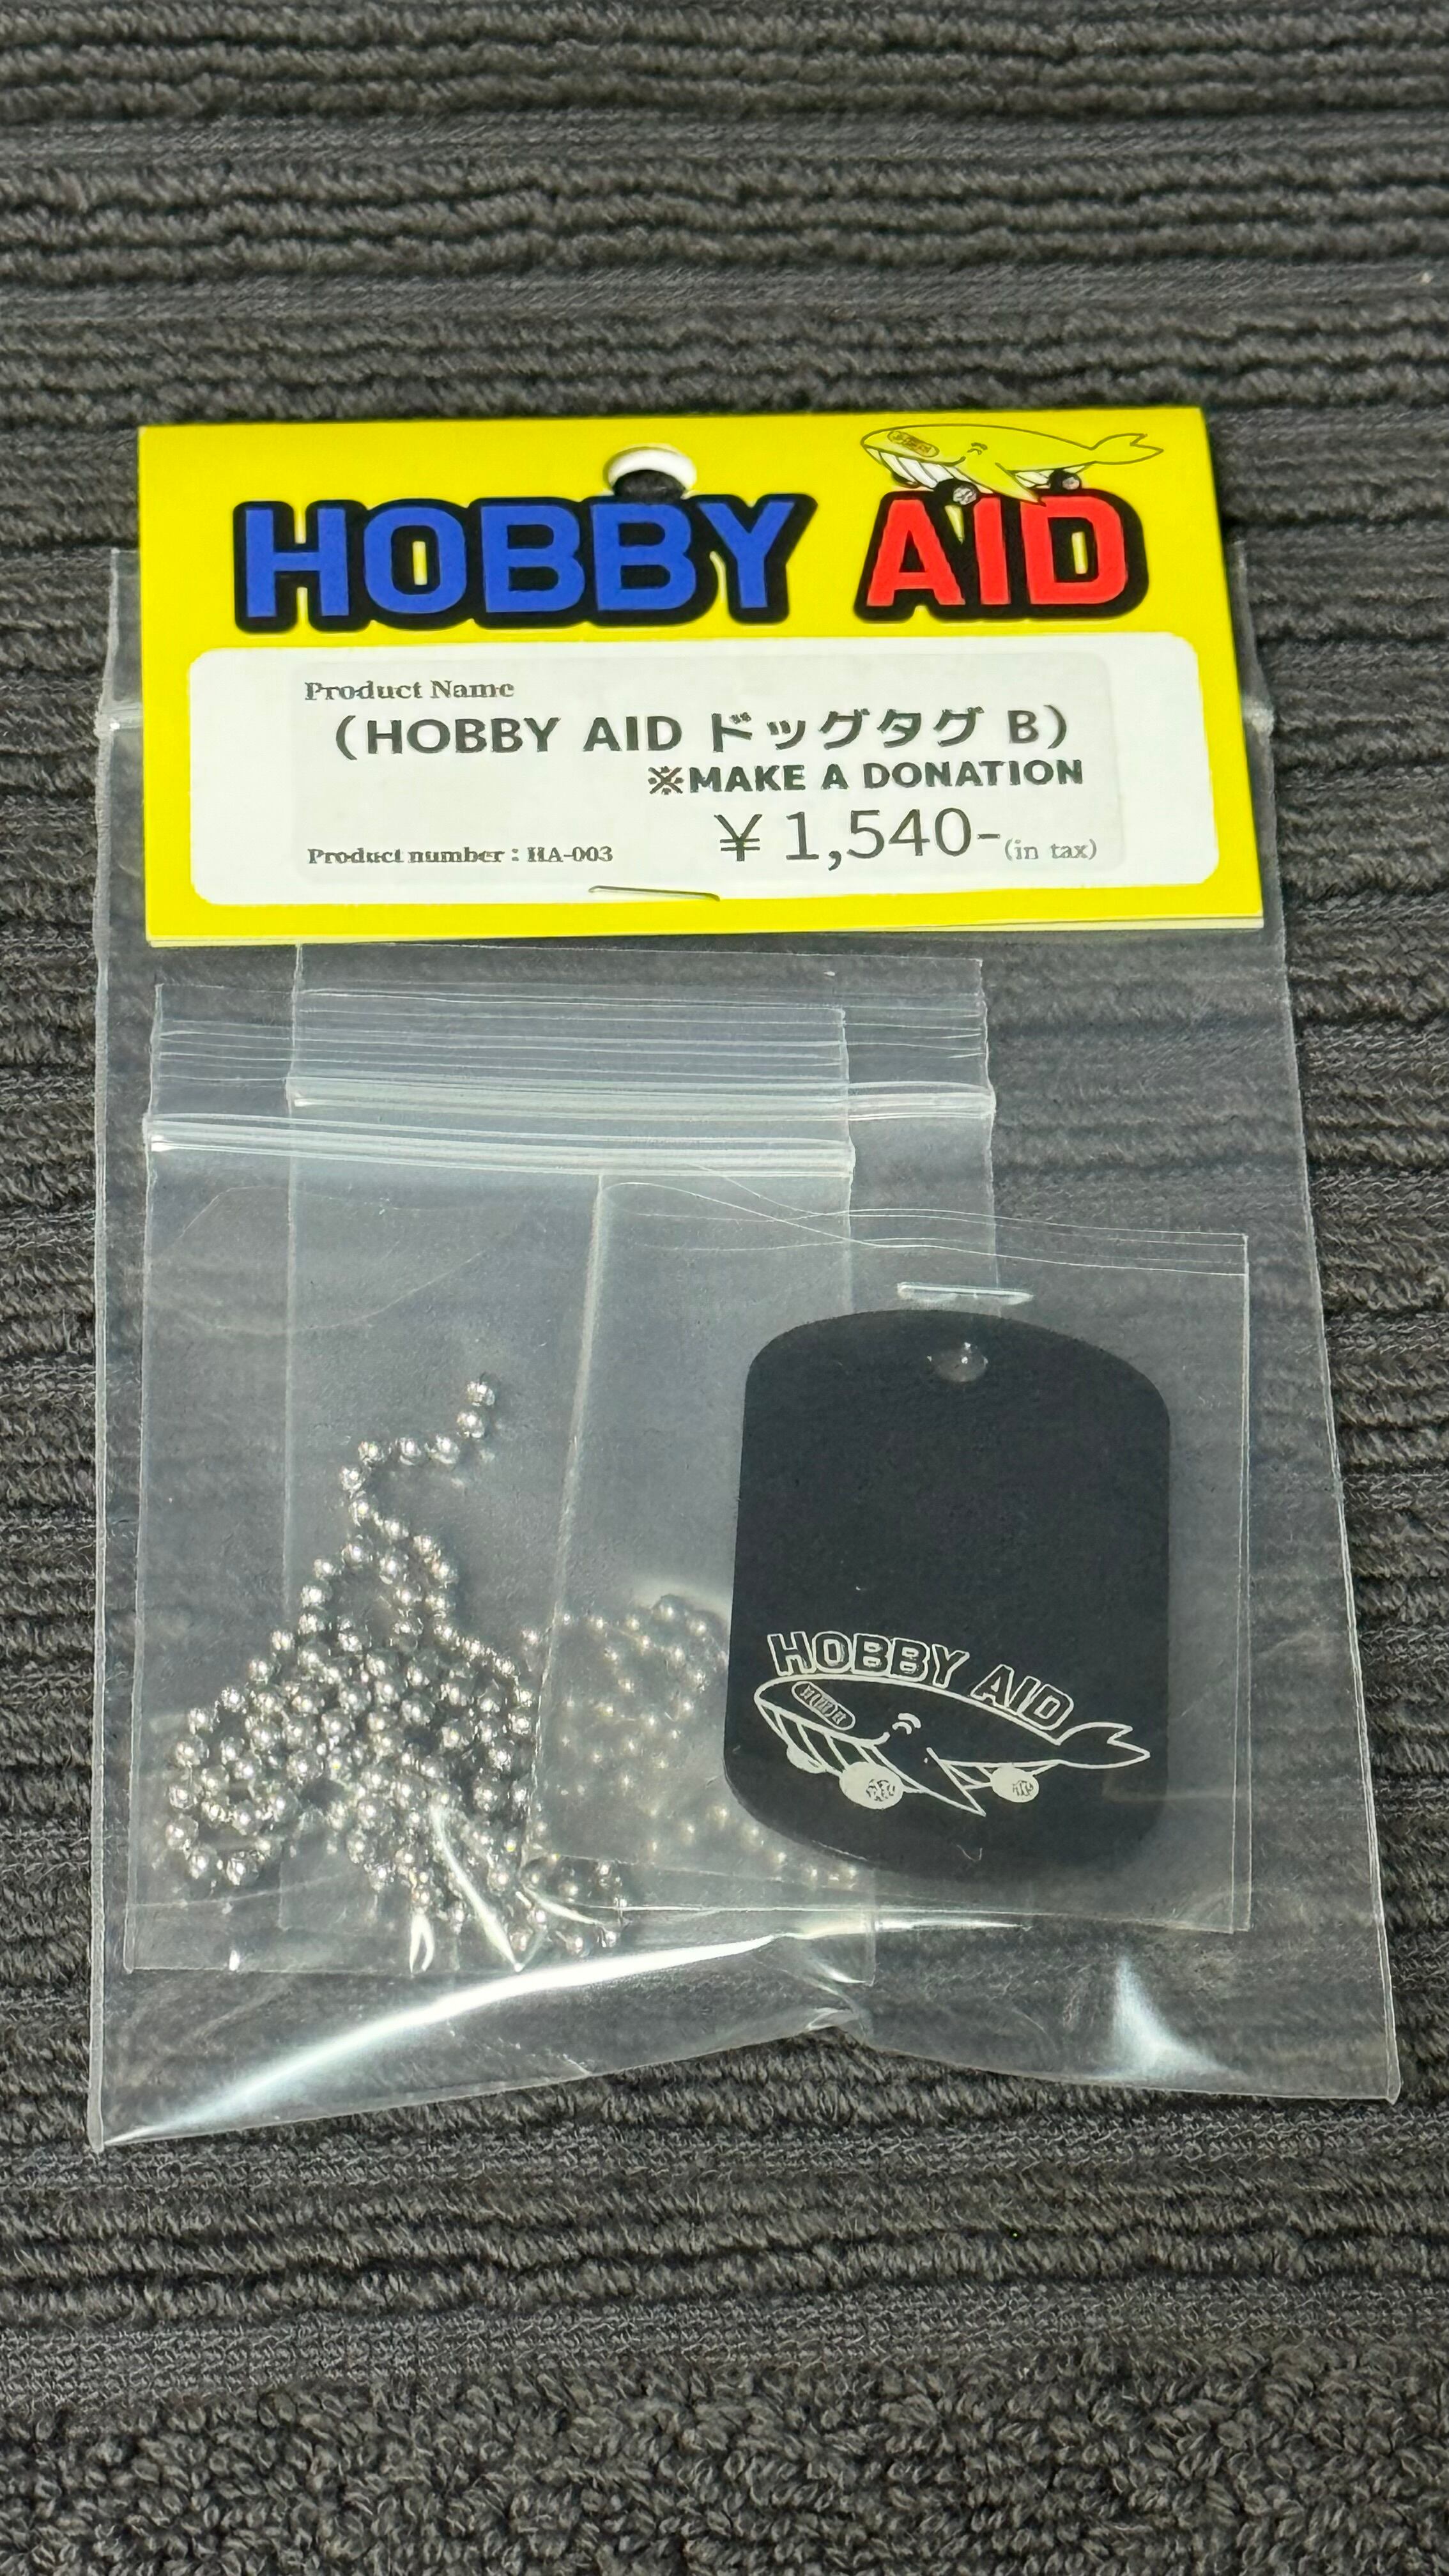 HOBBY AID
Product Name
（HOBBY AID ドッグタグ B）
※MAKE A DONATION
￥1,540-(in tax)
Product number : HA-003
HOBBY AID